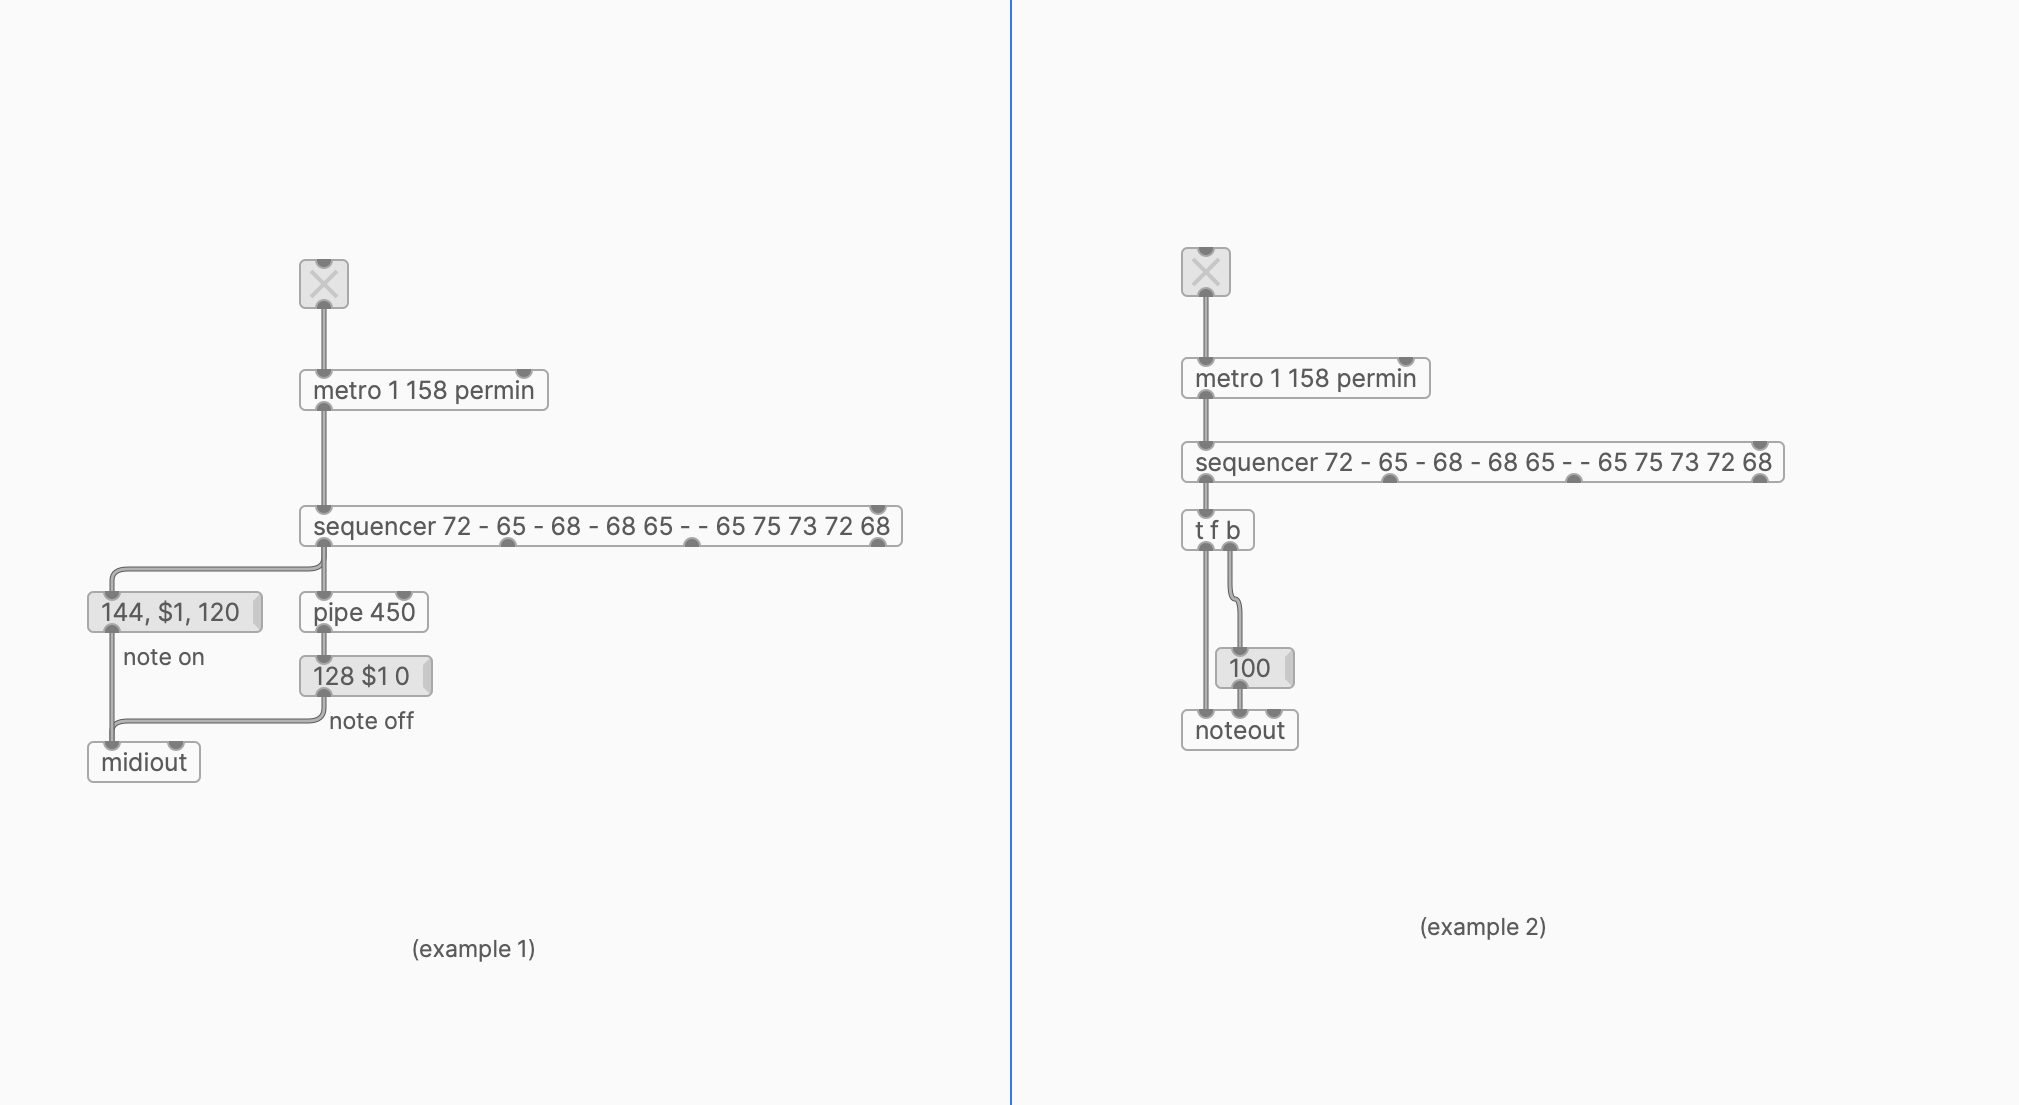 metro 1 158 permin
sequencer 72 - 65 - 68 - 68 65 - - 65 75 73 72 68
144, $1, 120
pipe 450
note on
128 $1 0
note off
midiout
(example 1)
metro 1 158 permin
sequencer 72 - 65 - 68 - 68 65 - - 65 75 73 72 68
t f b
100
noteout
(example 2)